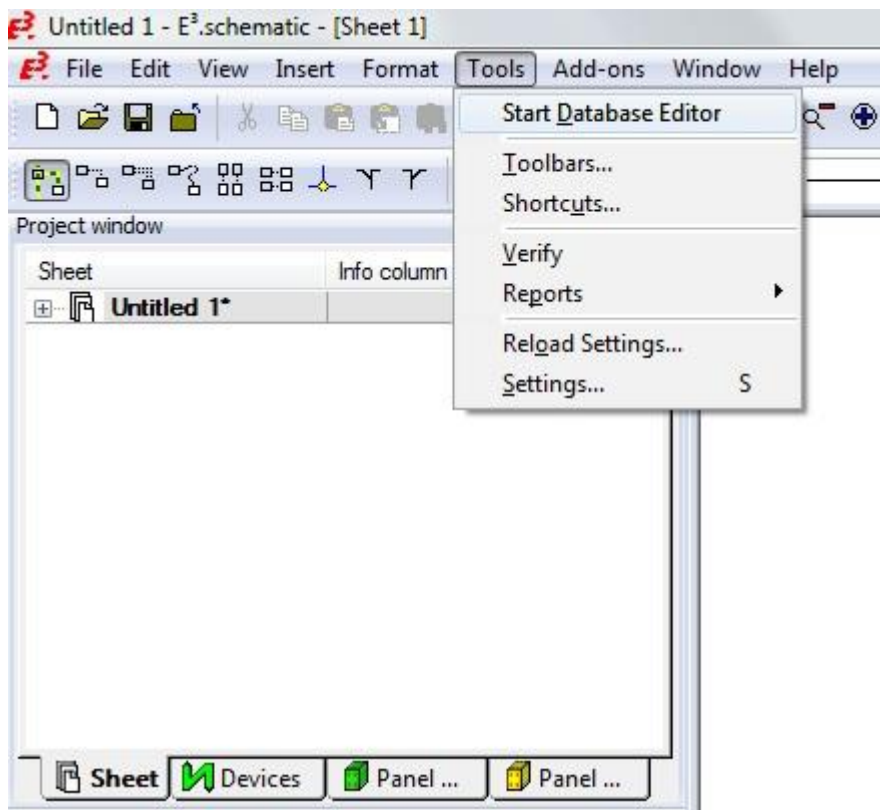 Untitled 1 - E³.schematic - [Sheet 1]
File Edit View Insert Format Tools Add-ons Window Help
Start Database Editor
Toolbars...
Shortcuts...
Verify
Reports
Reload Settings...
Settings... S
Project window
Sheet Info column
Untitled 1*
Sheet Devices Panel ... Panel ...